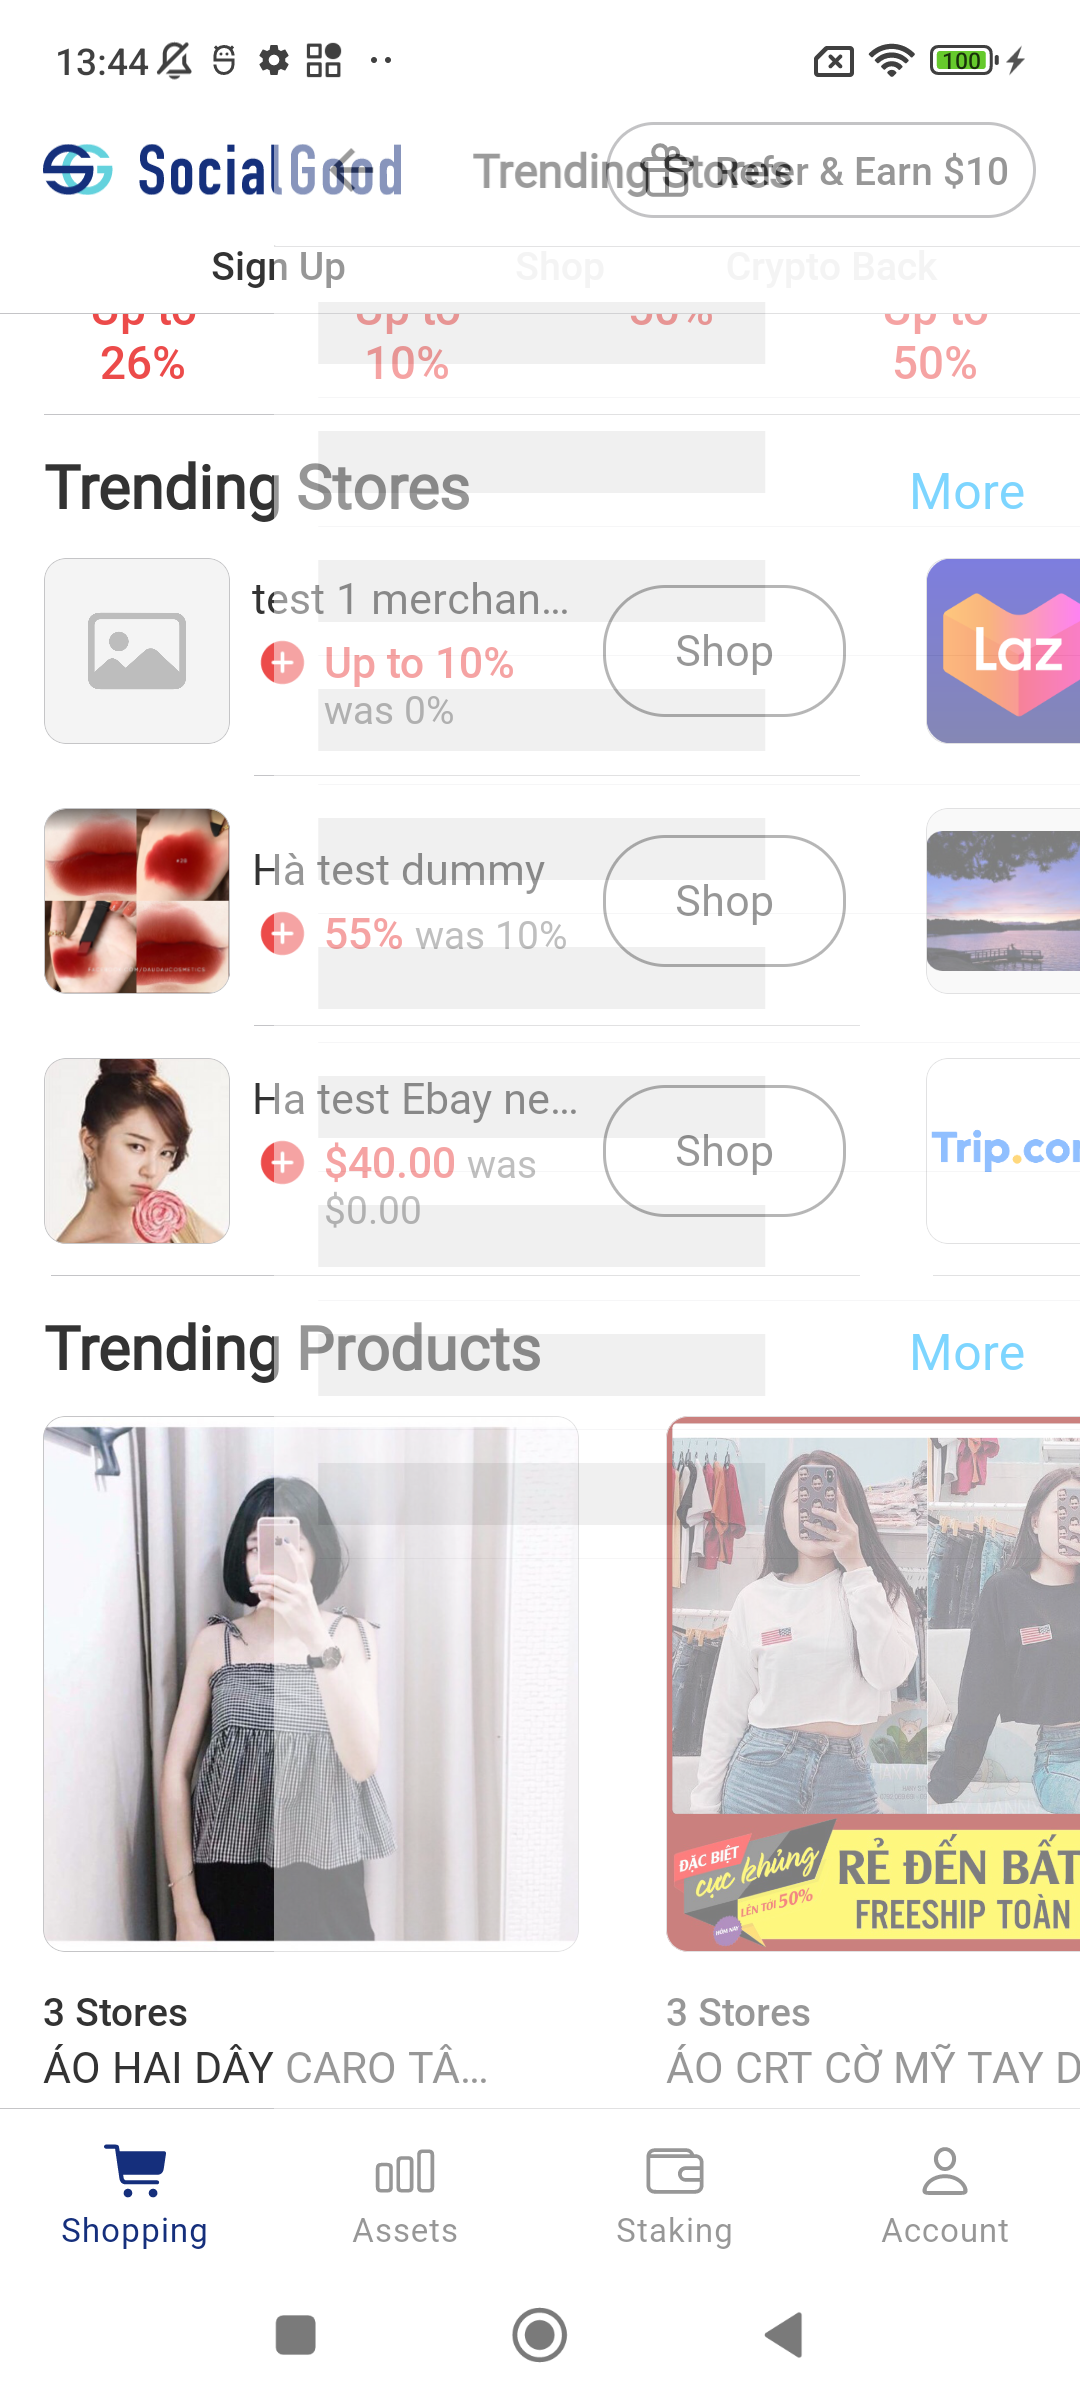 13:44
100
SocialGood
Trending Stores
Refer & Earn $10
Sign Up
Shop
Crypto Back
Up to
26%
Up to
10%
50%
Up to
50%
Trending Stores
More
test 1 merchan...
Up to 10%
was 0%
Shop
Laz
Hà test dummy
55% was 10%
Shop
Ha test Ebay ne...
$40.00 was
$0.00
Shop
Trip.com
Trending Products
More
ĐẶC BIỆT
cực khủng
LÊN TỚI 50%
HÔM NAY
RẺ ĐẾN BẤT
FREESHIP TOÀN
3 Stores
ÁO HAI DÂY CARO TÂ...
3 Stores
ÁO CRT CỜ MỸ TAY D
Shopping
Assets
Staking
Account